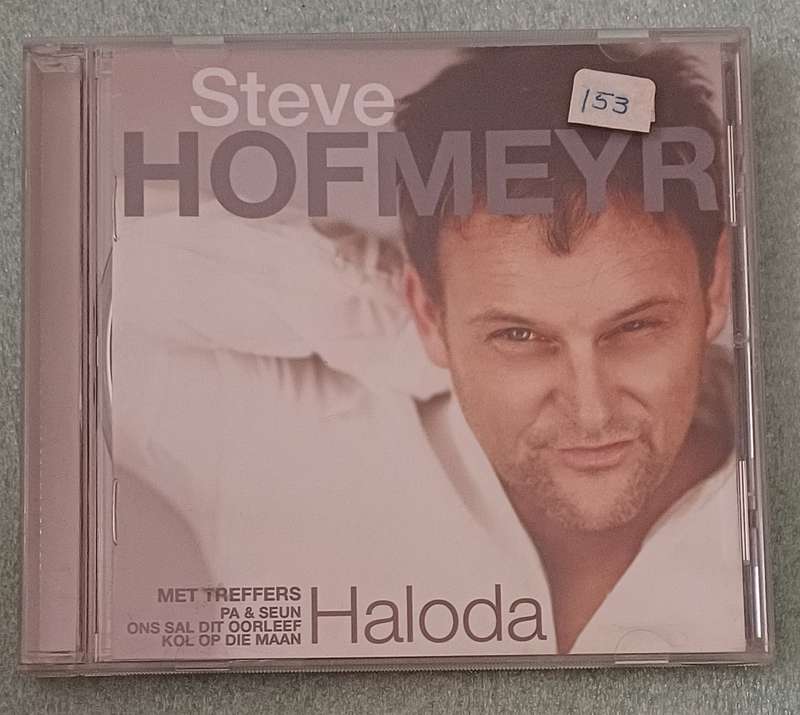 Steve
153
HOFMEYR
MET TREFFERS
PA & SEUN
ONS SAL DIT OORLEEF
KOL OP DIE MAAN
Haloda